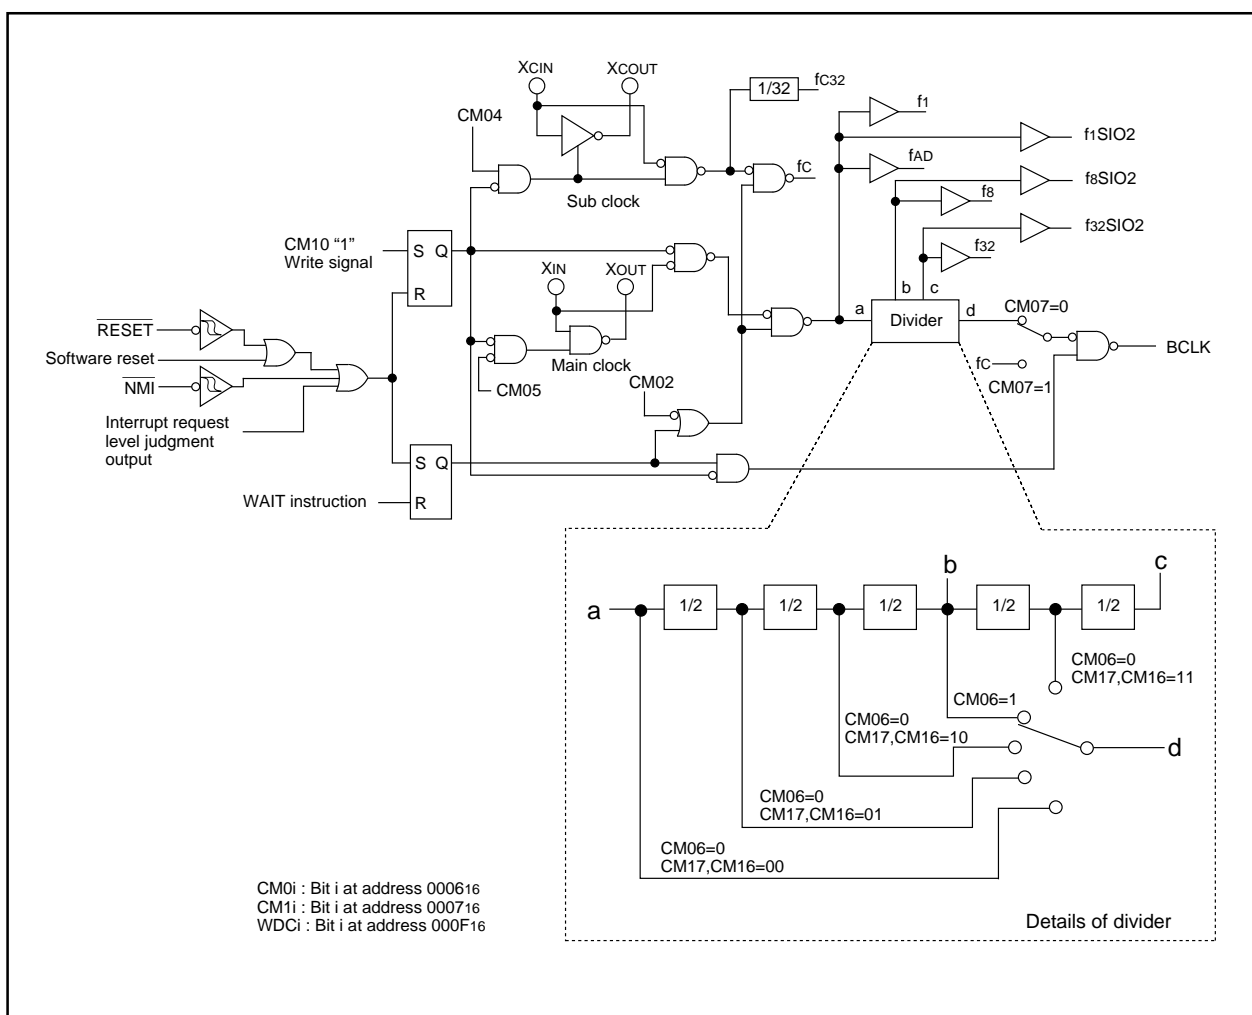 XCIN
XCOUT
1/32
fC32
f1
CM04
f1SIO2
fAD
fC
f8SIO2
Sub clock
f8
CM10 “1”
Write signal
S Q
R
f32SIO2
f32
XIN
XOUT
b
c
CM07=0
RESET
a
Divider
d
Software reset
Main clock
BCLK
NMI
CM05
CM02
fC
CM07=1
Interrupt request
level judgment
output
S Q
R
WAIT instruction
b
c
a
1/2
1/2
1/2
1/2
1/2
CM06=0
CM17,CM16=11
CM06=1
CM06=0
CM17,CM16=10
d
CM06=0
CM17,CM16=01
CM06=0
CM17,CM16=00
CM0i : Bit i at address 000616
CM1i : Bit i at address 000716
WDCi : Bit i at address 000F16
Details of divider